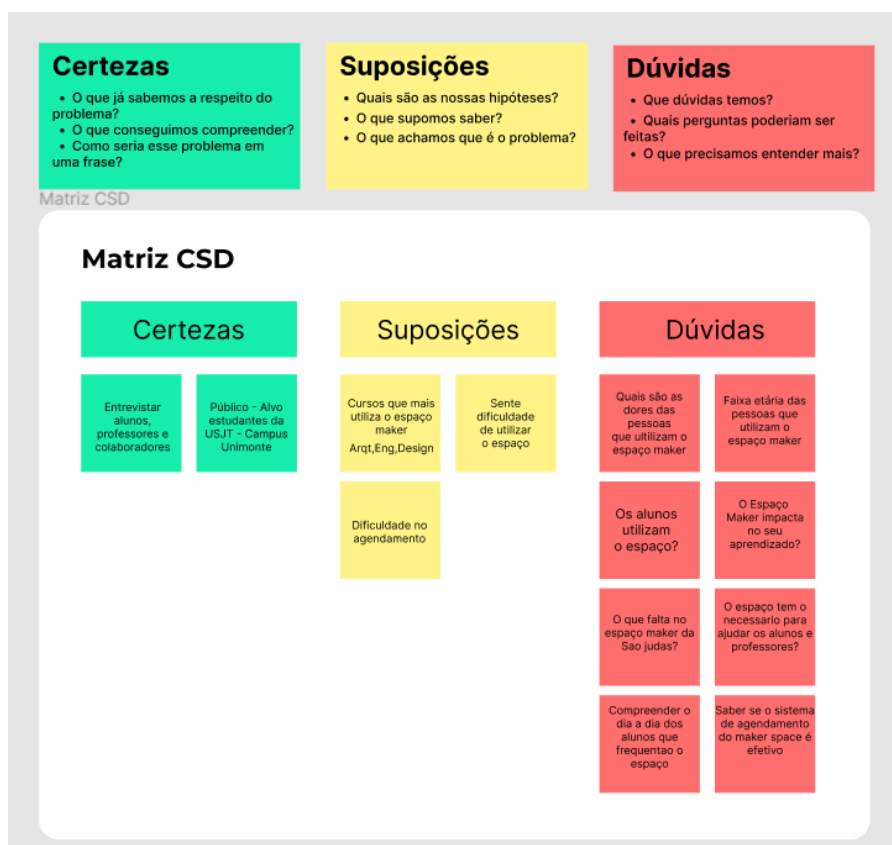 Certezas
• O que já sabemos a respeito do
problema?
• O que conseguimos compreender?
• Como seria esse problema em
uma frase?
Suposições
• Quais são as nossas hipóteses?
• O que supomos saber?
• O que achamos que é o problema?
Dúvidas
• Que dúvidas temos?
• Quais perguntas poderiam ser
feitas?
• O que precisamos entender mais?
Matriz CSD
Matriz CSD
Certezas
Entrevistar
alunos,
professores e
colaboradores
Público - Alvo
estudantes da
USJT - Campus
Unimonte
Suposições
Cursos que mais
utiliza o espaço
maker
Arqt,Eng,Design
Sente
dificuldade
de utilizar
o espaço
Dificuldade no
agendamento
Dúvidas
Quais são as
dores das
pessoas
que ultilizam o
espaço maker
Faixa etária das
pessoas que
utilizam o
espaço maker
Os alunos
utilizam
o espaço?
O Espaço
Maker impacta
no seu
aprendizado?
O que falta no
espaço maker da
Sao judas?
O espaço tem o
necessario para
ajudar os alunos e
professores?
Compreender o
dia a dia dos
alunos que
frequentao o
espaço
Saber se o sistema
de agendamento
do maker space é
efetivo